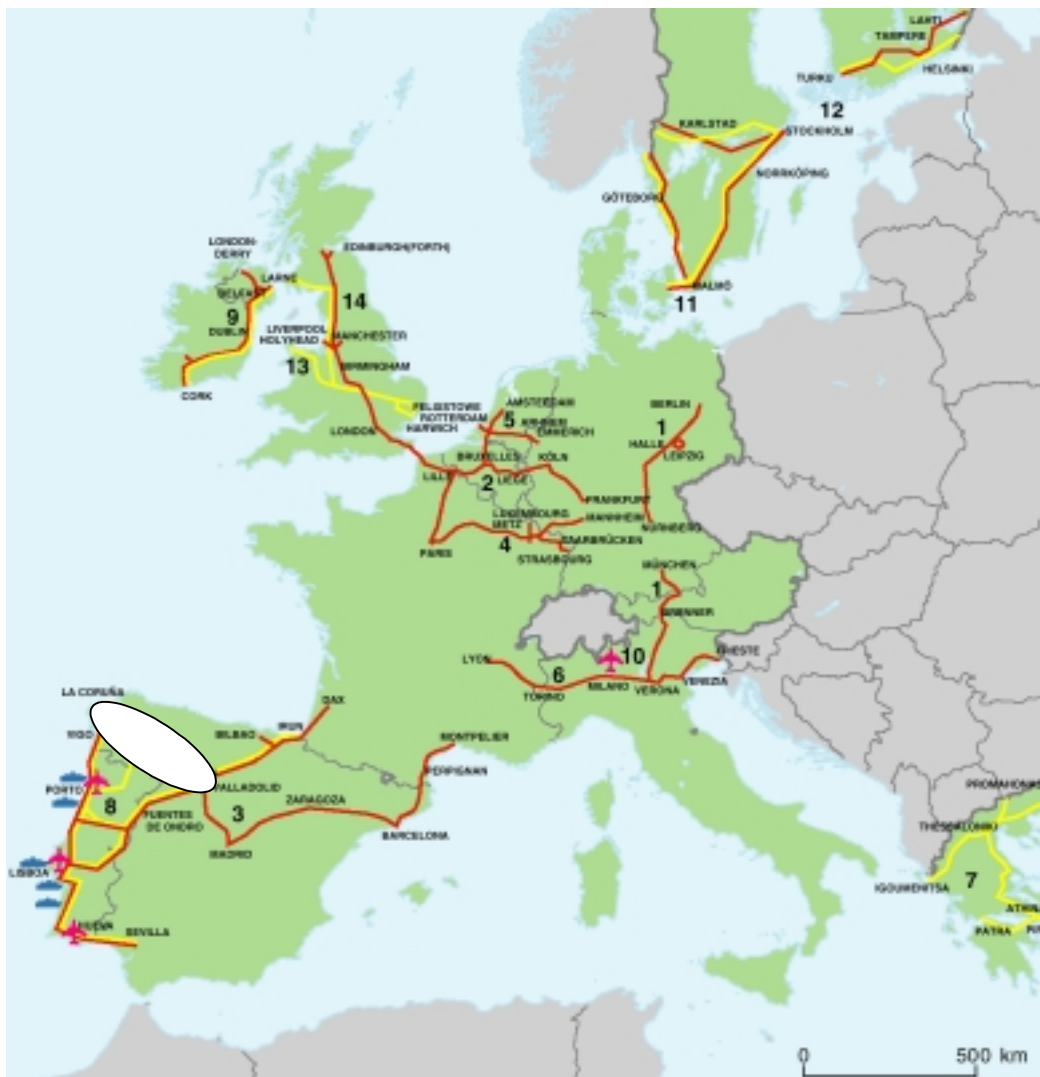 LAHTI
TAMPERE
HELSINKI
TURKU
12
KARLSTAD
STOCKHOLM
NORRKÖPING
GÖTEBORG
MALMÖ
11
LONDON-
DERRY
EDINBURGH(FORTH)
LARNE
BELFAST
14
9
DUBLIN
LIVERPOOL
HOLYHEAD
MANCHESTER
13
BIRMINGHAM
CORK
FELIXSTOWE
HARWICH
LONDON
AMSTERDAM
5
ROTTERDAM
ARNHEM
EMMERICH
BERLIN
1
HALLE
LEIPZIG
BRUXELLES
KÖLN
LILLE
2
LIEGE
FRANKFURT
LUXEMBOURG
METZ
MANNHEIM
NÜRNBERG
PARIS
4
SAARBRÜCKEN
STRASBOURG
MÜNCHEN
1
BRENNER
LYON
10
TRIESTE
6
TORINO
MILANO
VERONA
VENEZIA
LA CORUÑA
DAX
VIGO
BILBAO
IRUN
MONTPELIER
PERPIGNAN
PORTO
8
VALLADOLID
ZARAGOZA
FUENTES
DE ONORO
3
BARCELONA
MADRID
LISBOA
SEVILLA
THESSALONIKI
IGOUMENITSA
7
PATRA
0
500 km